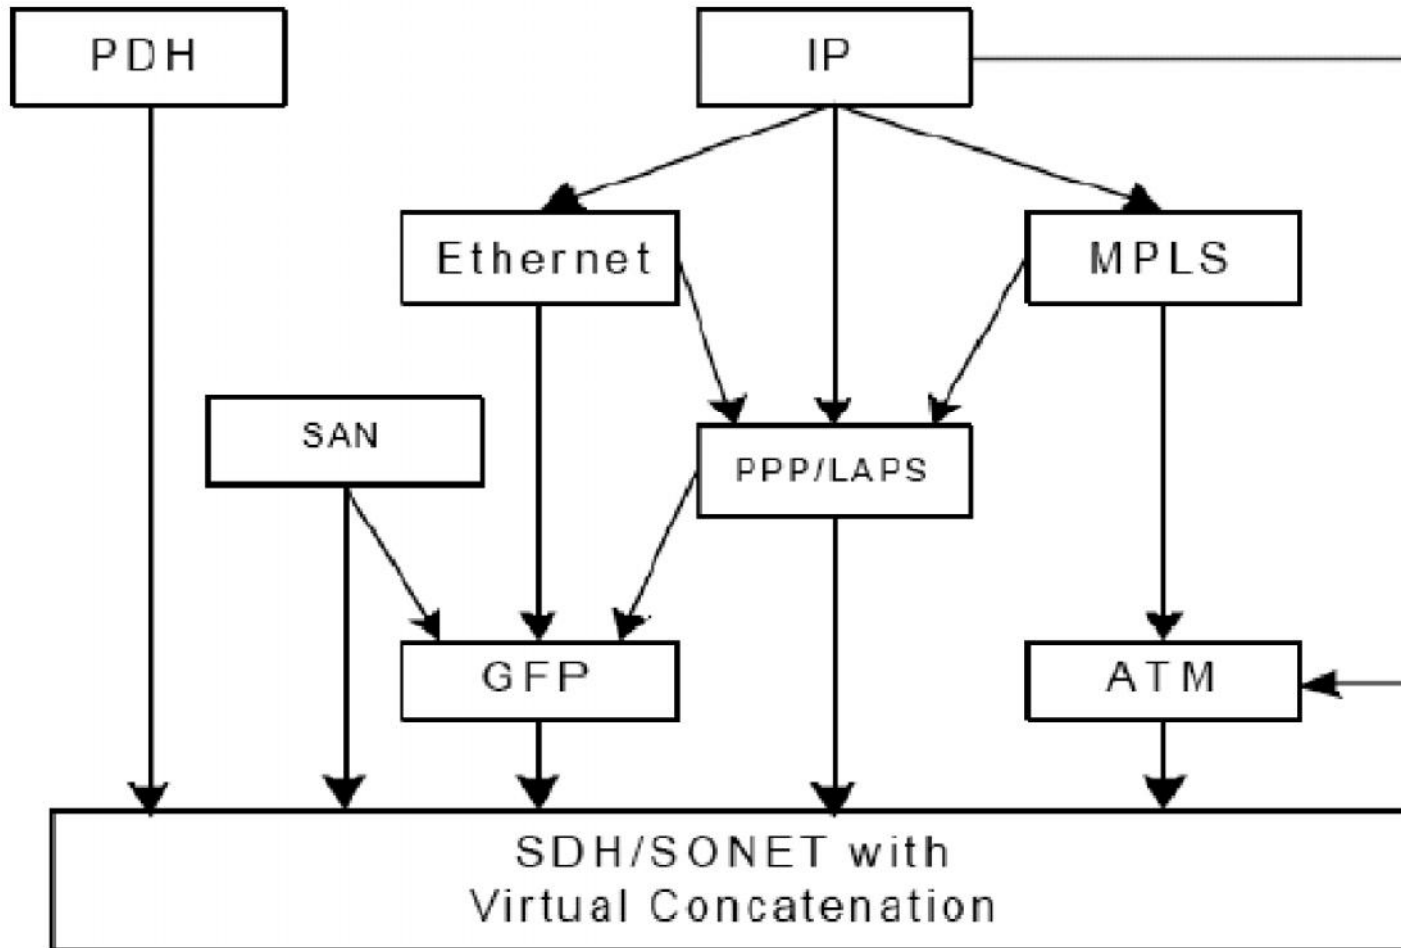 PDH
IP
Ethernet
MPLS
SAN
PPP/LAPS
GFP
ATM
SDH/SONET with
Virtual Concatenation